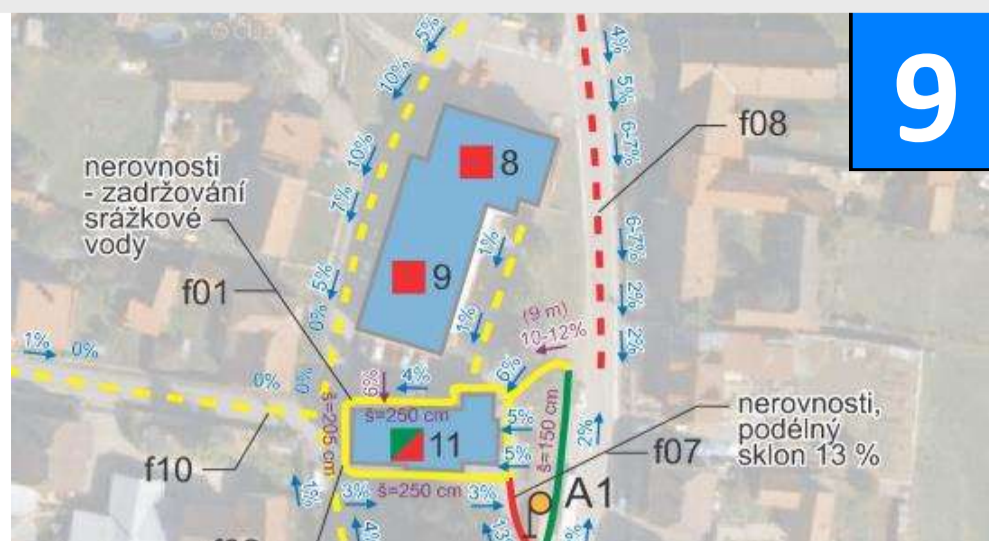 9
5%
4%
10%
5%
6-7%
f08
nerovnosti
- zadržování
srážkové
vody
10%
8
7%
1%
6-7%
f01
5%
9
2%
0%
1%
(9 m)
10-12%
2%
1%
0%
0%
0%
6%
4%
6%
š=205 cm
š=250 cm
11
5%
5%
š=150 cm
2%
nerovnosti,
podélný
sklon 13 %
f10
f07
1%
3%
š=250 cm
3%
A1
4%
13